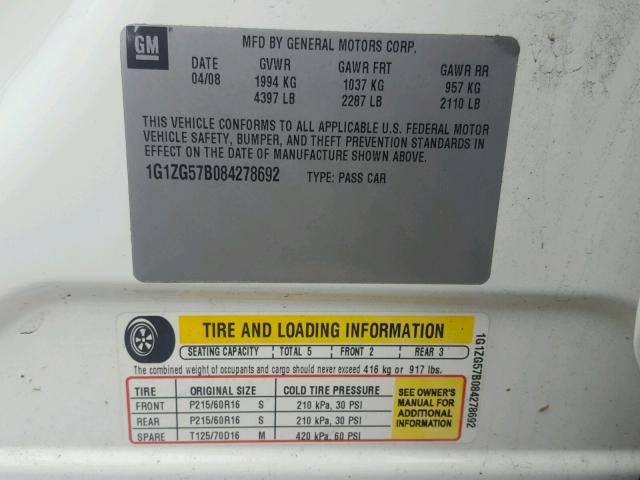 GM
MFD BY GENERAL MOTORS CORP.
DATE GVWR GAWR FRT GAWR RR
04/08 1994 KG 1037 KG 957 KG
4397 LB 2287 LB 2110 LB
THIS VEHICLE CONFORMS TO ALL APPLICABLE U.S. FEDERAL MOTOR
VEHICLE SAFETY, BUMPER, AND THEFT PREVENTION STANDARDS IN
EFFECT ON THE DATE OF MANUFACTURE SHOWN ABOVE.
1G1ZG57B084278692 TYPE: PASS CAR
TIRE AND LOADING INFORMATION
SEATING CAPACITY TOTAL 5 FRONT 2 REAR 3
The combined weight of occupants and cargo should never exceed 416 kg or 917 lbs.
TIRE ORIGINAL SIZE COLD TIRE PRESSURE
FRONT P215/60R16 S 210 kPa, 30 PSI
REAR P215/60R16 S 210 kPa, 30 PSI
SPARE T125/70D16 M 420 kPa, 60 PSI
SEE OWNER'S
MANUAL FOR
ADDITIONAL
INFORMATION
1G1ZG57B084278692